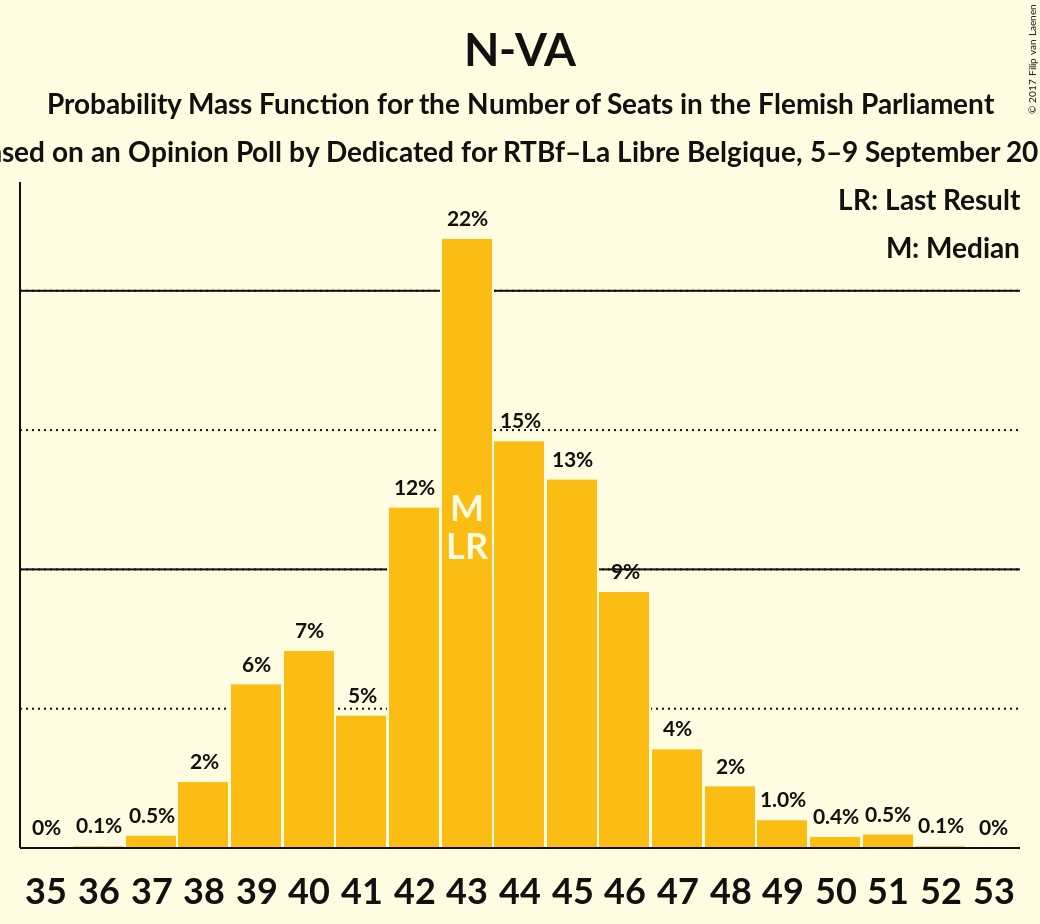 N-VA
Probability Mass Function for the Number of Seats in the Flemish Parliament
on an Opinion Poll by Dedicated for RTBf–La Libre Belgique, 5–9 September
© 2017 Filip van Laenen
LR: Last Result
M: Median
0% 0.1% 0.5% 2% 6% 7% 5% 12% 22% 15% 13% 9% 4% 2% 1.0% 0.4% 0.5% 0.1% 0%
M
LR
35 36 37 38 39 40 41 42 43 44 45 46 47 48 49 50 51 52 53